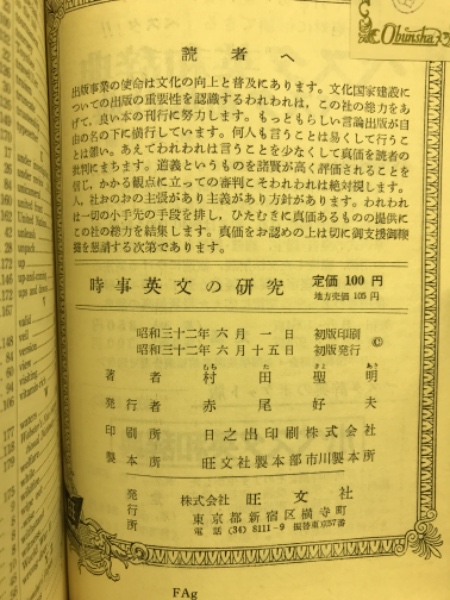 Obunsha
読者へ
出版事業の使命は文化の向上と普及にあります。文化国家建設に
ついての出版の重要性を認識するわれわれは、この社の総力をあ
げて、良い本の刊行に努力します。もっともらしい言論出版が自
由の名の下に横行しています。何人も言うことは易くして行うこ
とは難い。あえてわれわれは言うことを少なくして真価を読者の
批判にまちます。道義というものを諸賢が高く評価されることを
信じ、かかる観点に立っての審判こそわれわれは絶対視します。
人、社おのおの主張があり主義があり方針があります。われわれ
は一切の小手先の手段を排し、ひたむきに真価あるものの提供に
この社の総力を結集します。真価をお認めの上は切に御支援御鞭
撻を懇請する次第であります。
時事英文の研究 定価 100 円
地方売価 105 円
昭和三十二年 六月 一日 初版印刷
昭和三十二年 六月 十五日 初版発行 ©
著者 村田聖明
発行者 赤尾好夫
印刷所 日之出印刷株式会社
製本所 旺文社製本部市川製本所
発行所 株式会社 旺文社
東京都新宿区横寺町
電話 (34) 8111-9 振替東京37番
FAg